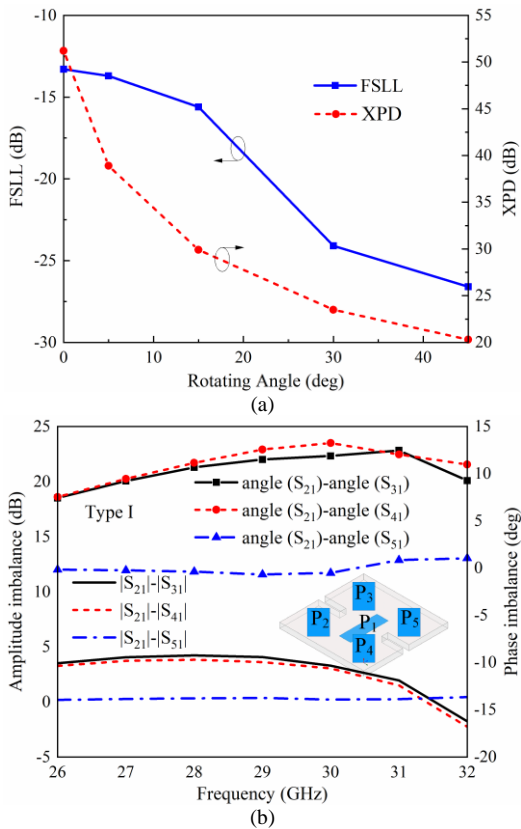 -10
55
50
45
40
35
30
25
20
-15
-20
-25
-30
FSLL (dB)
XPD (dB)
FSLL
XPD
0
10
20
30
40
Rotating Angle (deg)
(a)
25
20
15
10
5
0
-5
Amplitude imbalance (dB)
15
10
5
0
-5
-10
-15
-20
Phase imbalance (deg)
Type I
angle (S21)-angle (S31)
angle (S21)-angle (S41)
angle (S21)-angle (S51)
|S21|-|S31|
|S21|-|S41|
|S21|-|S51|
P3
P2
P1
P5
P4
26
27
28
29
30
31
32
Frequency (GHz)
(b)